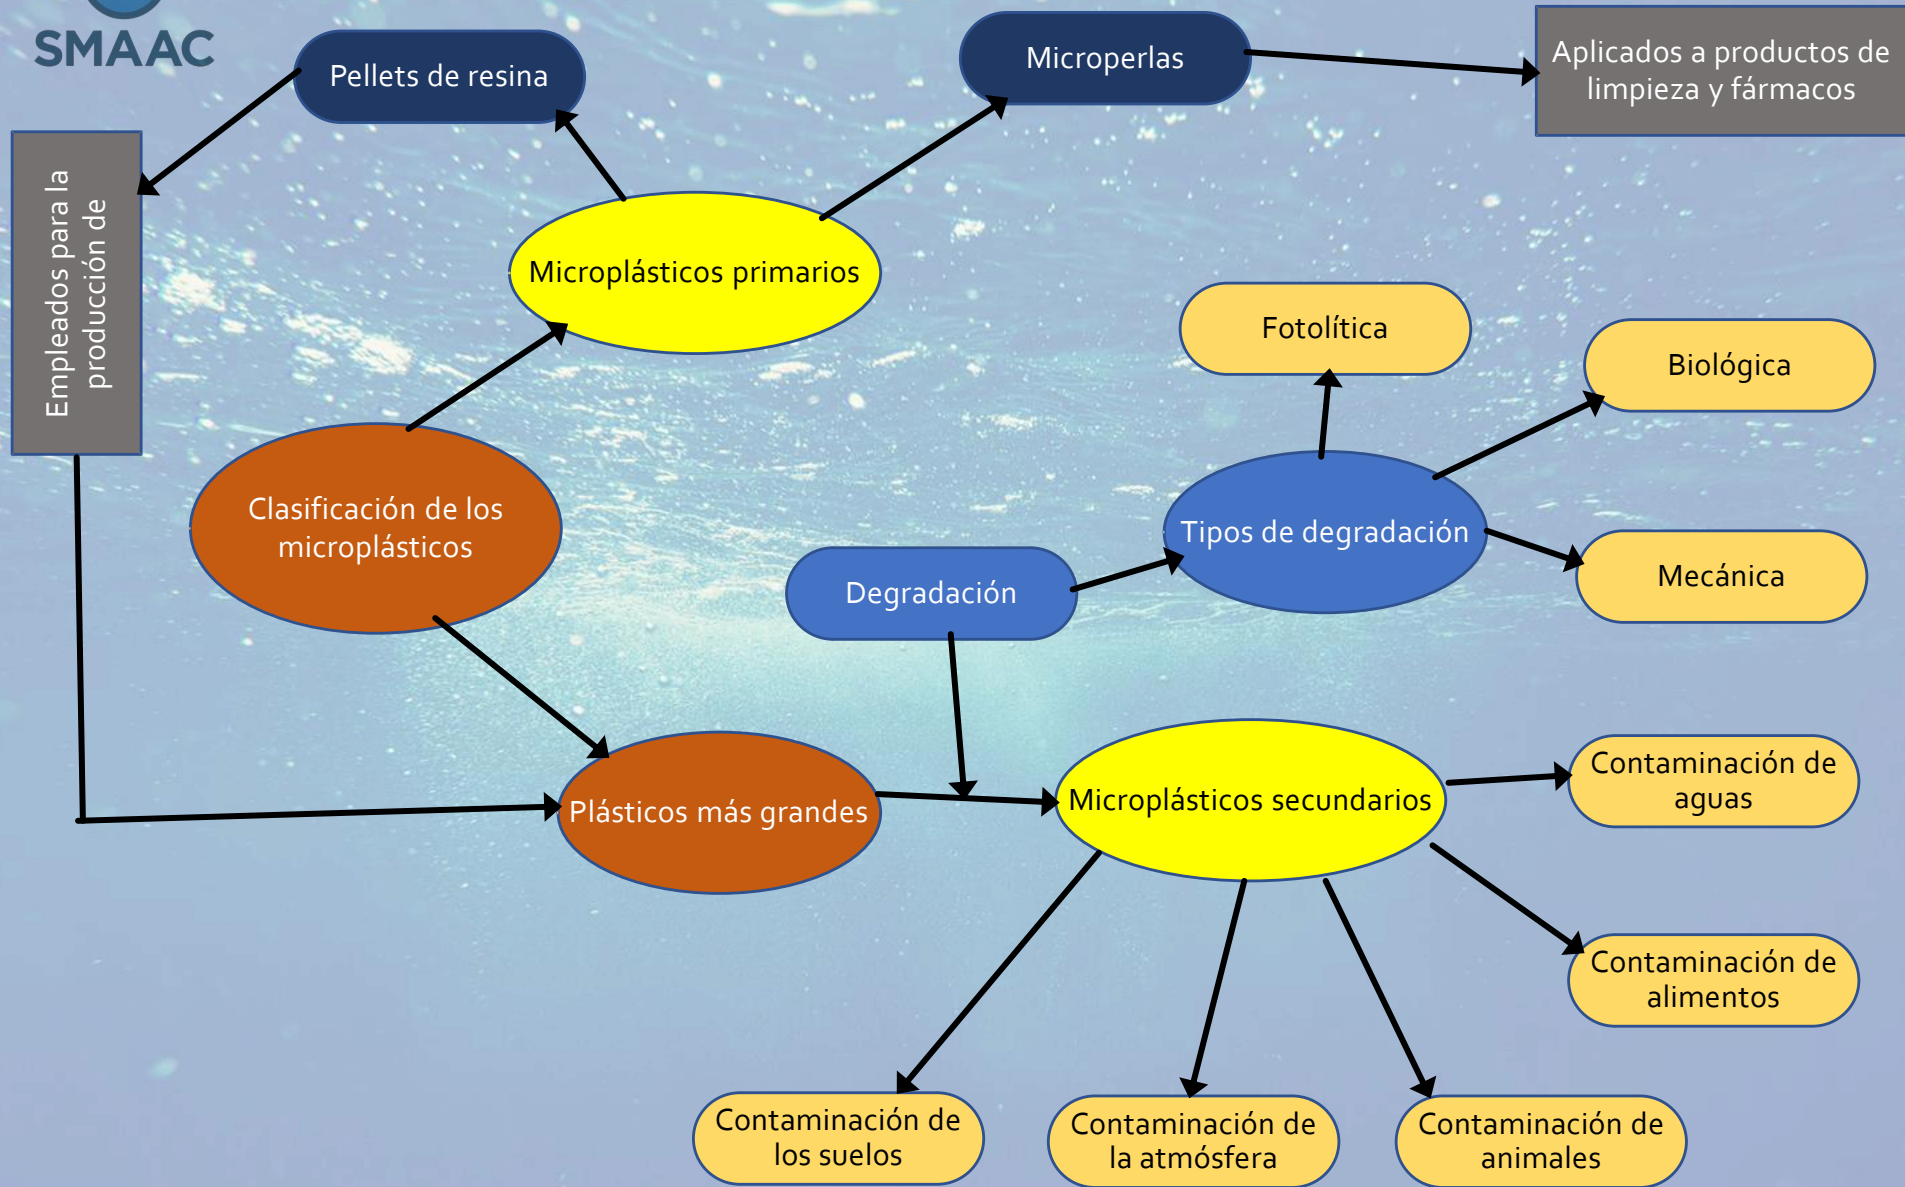 SMAAC
Pellets de resina
Microperlas
Aplicados a productos de
limpieza y fármacos
Empleados para la
producción de
Microplásticos primarios
Fotolítica
Biológica
Clasificación de los
microplásticos
Tipos de degradación
Degradación
Mecánica
Plásticos más grandes
Microplásticos secundarios
Contaminación de
aguas
Contaminación de
alimentos
Contaminación de
los suelos
Contaminación de
la atmósfera
Contaminación de
animales